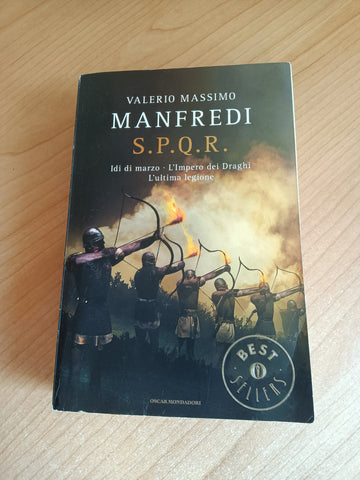 VALERIO MASSIMO
MANFREDI
S.P.Q.R.
Idi di marzo · L'Impero dei Draghi
L'ultima legione
BEST
SELLERS
OSCAR MONDADORI